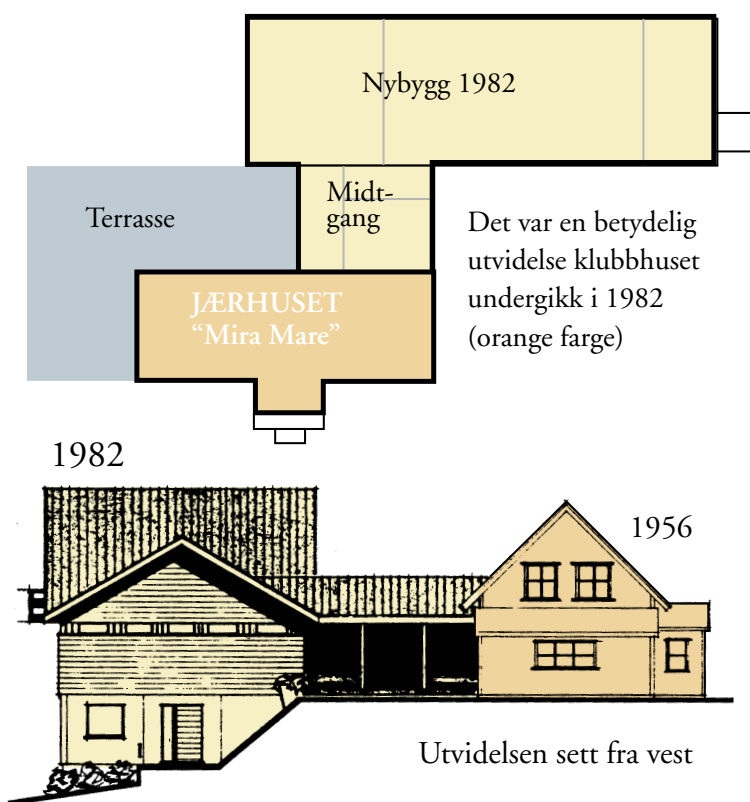 Nybygg 1982
Midt-
gang
Terrasse
Det var en betydelig
utvidelse klubbhuset
undergikk i 1982
(orange farge)
JÆRHUSET
“Mira Mare”
1982
1956
Utvidelsen sett fra vest